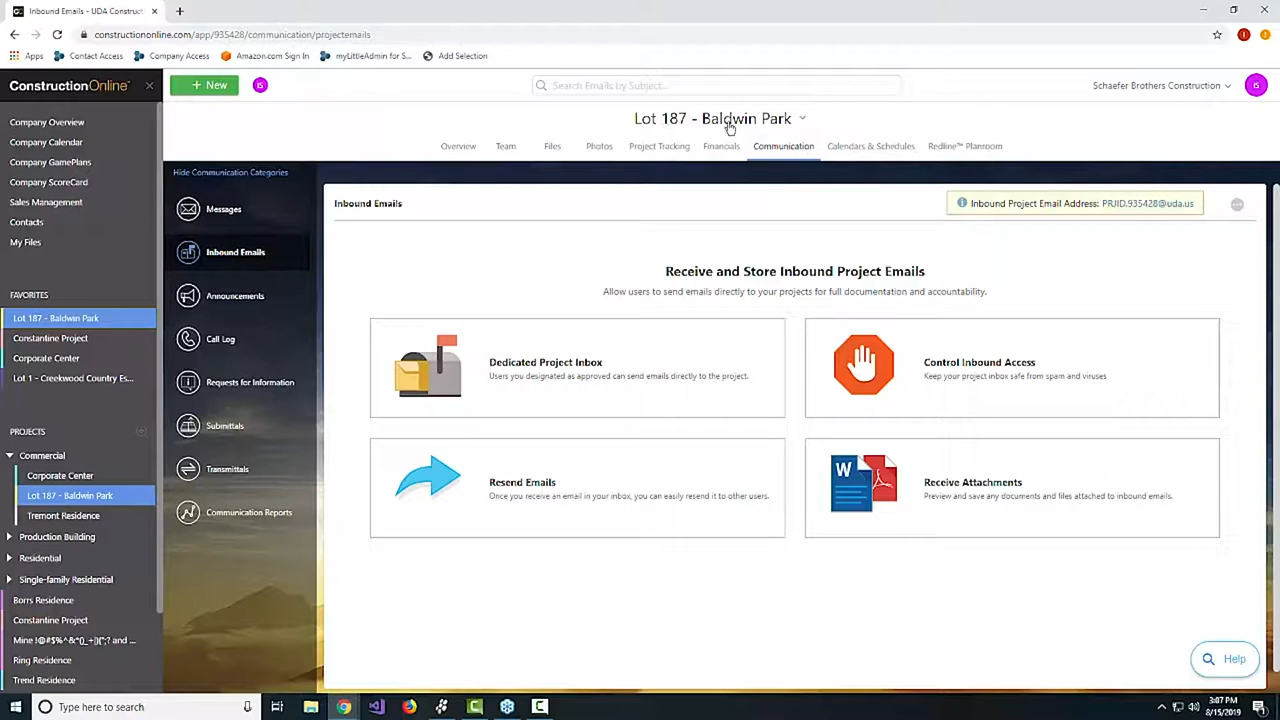 Inbound Emails - UDA Construct
constructiononline.com/app/935428/communication/projectemails
Apps
Contact Access
Company Access
Amazon.com Sign In
myLittleAdmin for S...
Add Selection
ConstructionOnline™
+ New
IS
Search Emails by Subject...
Schaefer Brothers Construction
IS
Lot 187 - Baldwin Park
Overview
Team
Files
Photos
Project Tracking
Financials
Communication
Calendars & Schedules
Redline™ Planroom
Company Overview
Company Calendar
Company GamePlans
Company ScoreCard
Sales Management
Contacts
My Files
FAVORITES
Lot 187 - Baldwin Park
Constantine Project
Corporate Center
Lot 1 - Creekwood Country Es...
PROJECTS
Commercial
Corporate Center
Lot 187 - Baldwin Park
Tremont Residence
Production Building
Residential
Single-family Residential
Borrs Residence
Constantine Project
Mine !@#$%^&*()_+|}{";? and ...
Ring Residence
Trend Residence
Hide Communication Categories
Messages
Inbound Emails
Announcements
Call Log
Requests for Information
Submittals
Transmittals
Communication Reports
Inbound Emails
Inbound Project Email Address: PRJID.935428@uda.us
Receive and Store Inbound Project Emails
Allow users to send emails directly to your projects for full documentation and accountability.
Dedicated Project Inbox
Users you designated as approved can send emails directly to the project.
Control Inbound Access
Keep your project inbox safe from spam and viruses
Resend Emails
Once you receive an email in your inbox, you can easily resend it to other users.
W
Receive Attachments
Preview and save any documents and files attached to inbound emails.
Help
Type here to search
3:07 PM
8/15/2019